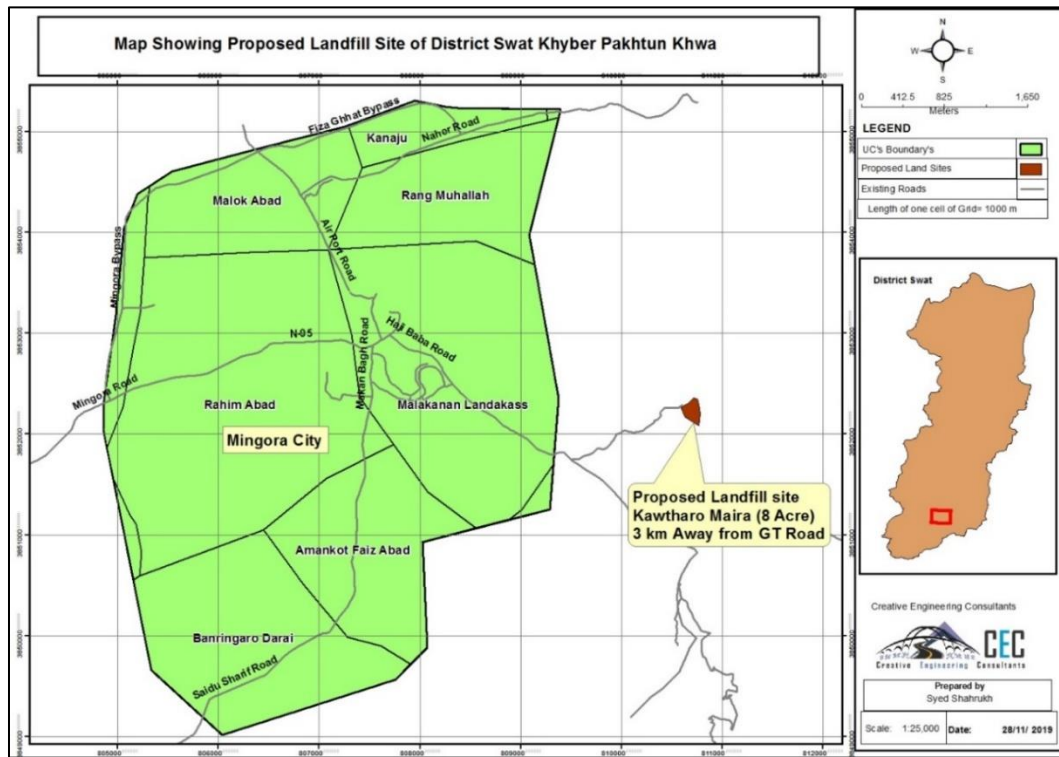 Map Showing Proposed Landfill Site of District Swat Khyber Pakhtun Khwa
N
W
E
S
0 412.5 825 1,650
Meters
LEGEND
UC's Boundary's
Proposed Land Sites
Existing Roads
Length of one cell of Grid= 1000 m
Fiza Ghhat Bypass
Kanaju
Nahor Road
Malok Abad
Rang Muhallah
Air Port Road
Mingora Bypass
N-05
Haji Baba Road
Makan Bagh Road
Mingora Road
Rahim Abad
Malakanan Landakass
Mingora City
Proposed Landfill site
Kawtharo Maira (8 Acre)
3 km Away from GT Road
Amankot Faiz Abad
Banringaro Darai
Saidu Sharif Road
805000 806000 807000 808000 809000 810000 811000 812000
District Swat
Creative Engineering Consultants
CEC
Creative Engineering Consultants
Prepared by
Syed Shahrukh
Scale: 1:25,000 Date: 28/11/ 2019